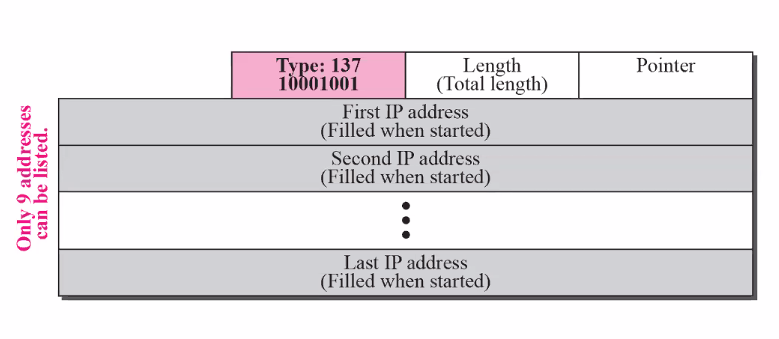 Type: 137
10001001
Length
(Total length)
Pointer
Only 9 addresses
can be listed.
First IP address
(Filled when started)
Second IP address
(Filled when started)
Last IP address
(Filled when started)